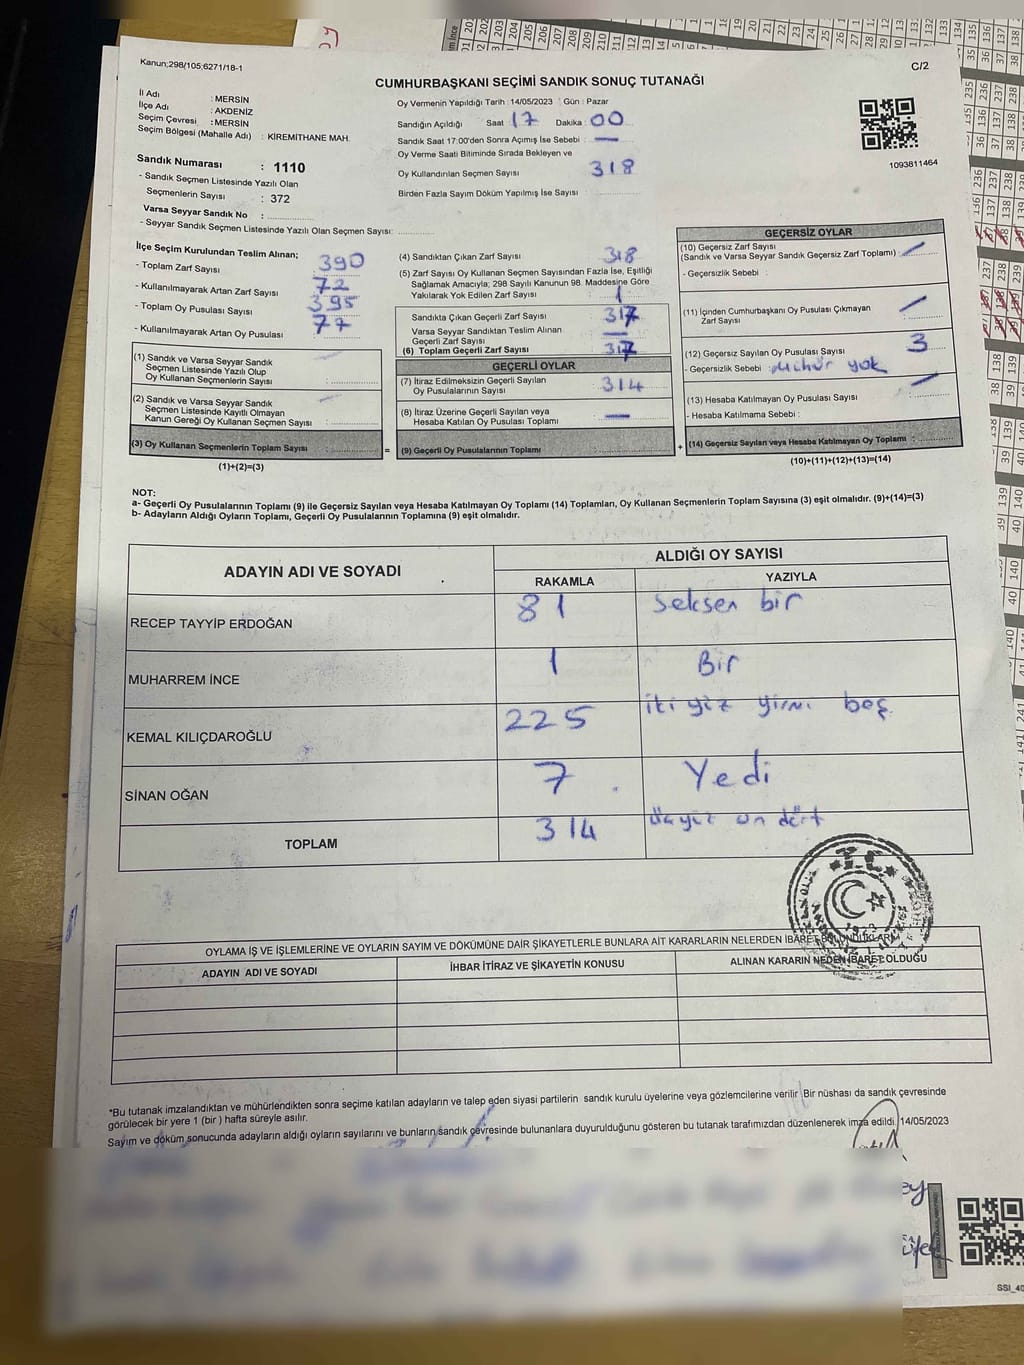 Kanun;298/105;6271/18-1
C/2
CUMHURBAŞKANI SEÇİMİ SANDIK SONUÇ TUTANAĞI
İl Adı : MERSİN
İlçe Adı : AKDENİZ
Seçim Çevresi : MERSİN
Seçim Bölgesi (Mahalle Adı) : KİREMİTHANE MAH.
Oy Vermenin Yapıldığı Tarih : 14/05/2023 Gün : Pazar
Sandığın Açıldığı Saat : 17 Dakika : 00
Sandık Saat 17:00'den Sonra Açımış İse Sebebi : —
Oy Verme Saati Bitiminde Sırada Bekleyen ve
Oy Kullandırılan Seçmen Sayısı : 318
Birden Fazla Sayım Döküm Yapılmış İse Sayısı :
1093811464
Sandık Numarası : 1110
- Sandık Seçmen Listesinde Yazılı Olan
Seçmenlerin Sayısı : 372
Varsa Seyyar Sandık No :
- Seyyar Sandık Seçmen Listesinde Yazılı Olan Seçmen Sayısı:
İlçe Seçim Kurulundan Teslim Alınan;
- Toplam Zarf Sayısı : 390
- Kullanılmayarak Artan Zarf Sayısı : 72
- Toplam Oy Pusulası Sayısı : 395
- Kullanılmayarak Artan Oy Pusulası : 77
(1) Sandık ve Varsa Seyyar Sandık
Seçmen Listesinde Yazılı Olup
Oy Kullanan Seçmenlerin Sayısı :
(2) Sandık ve Varsa Seyyar Sandık
Seçmen Listesinde Kayıtlı Olmayan
Kanun Gereği Oy Kullanan Seçmen Sayısı :
(3) Oy Kullanan Seçmenlerin Toplam Sayısı :
(1)+(2)=(3)
(4) Sandıktan Çıkan Zarf Sayısı : 318
(5) Zarf Sayısı Oy Kullanan Seçmen Sayısından Fazla İse, Eşitliği
Sağlamak Amacıyla; 298 Sayılı Kanunun 98. Maddesine Göre
Yakılarak Yok Edilen Zarf Sayısı : 1
Sandıkta Çıkan Geçerli Zarf Sayısı : 317
Varsa Seyyar Sandıktan Teslim Alınan
Geçerli Zarf Sayısı : —
(6) Toplam Geçerli Zarf Sayısı : 317
GEÇERLİ OYLAR
(7) İtiraz Edilmeksizin Geçerli Sayılan
Oy Pusulalarının Sayısı : 314
(8) İtiraz Üzerine Geçerli Sayılan veya
Hesaba Katılan Oy Pusulası Toplamı : —
= (9) Geçerli Oy Pusulalarının Toplamı :
GEÇERSİZ OYLAR
(10) Geçersiz Zarf Sayısı
(Sandık ve Varsa Seyyar Sandık Geçersiz Zarf Toplamı) :
- Geçersizlik Sebebi :
(11) İçinden Cumhurbaşkanı Oy Pusulası Çıkmayan
Zarf Sayısı :
(12) Geçersiz Sayılan Oy Pusulası Sayısı : 3
- Geçersizlik Sebebi : Mühür yok
(13) Hesaba Katılmayan Oy Pusulası Sayısı :
- Hesaba Katılmama Sebebi :
+ (14) Geçersiz Sayılan veya Hesaba Katılmayan Oy Toplamı :
(10)+(11)+(12)+(13)=(14)
NOT:
a- Geçerli Oy Pusulalarının Toplamı (9) ile Geçersiz Sayılan veya Hesaba Katılmayan Oy Toplamı (14) Toplamları, Oy Kullanan Seçmenlerin Toplam Sayısına (3) eşit olmalıdır. (9)+(14)=(3)
b- Adayların Aldığı Oyların Toplamı, Geçerli Oy Pusulalarının Toplamına (9) eşit olmalıdır.
ADAYIN ADI VE SOYADI
ALDIĞI OY SAYISI
RAKAMLA YAZIYLA
RECEP TAYYİP ERDOĞAN 81 Seksen bir
MUHARREM İNCE 1 Bir
KEMAL KILIÇDAROĞLU 225 iki yüz yirmi beş
SİNAN OĞAN 7 Yedi
TOPLAM 314 üçyüz on dört
T.C.
OYLAMA İŞ VE İŞLEMLERİNE VE OYLARIN SAYIM VE DÖKÜMÜNE DAİR ŞİKAYETLERLE BUNLARA AİT KARARLARIN NELERDEN İBARET BULUNDUKLARI
ADAYIN ADI VE SOYADI İHBAR İTİRAZ VE ŞİKAYETİN KONUSU ALINAN KARARIN NEDEN İBARET OLDUĞU
*Bu tutanak imzalandıktan ve mühürlendikten sonra seçime katılan adayların ve talep eden siyasi partilerin sandık kurulu üyelerine veya gözlemcilerine verilir. Bir nüshası da sandık çevresinde
görülecek bir yere 1 (bir ) hafta süreyle asılır.
Sayım ve döküm sonucunda adayların aldığı oyların sayılarını ve bunların sandık çevresinde bulunanlara duyurulduğunu gösteren bu tutanak tarafımızdan düzenlenerek imza edildi. 14/05/2023